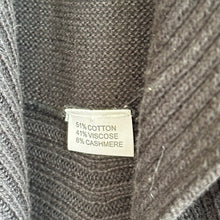 51% COTTON
41% VISCOSE
8% CASHMERE